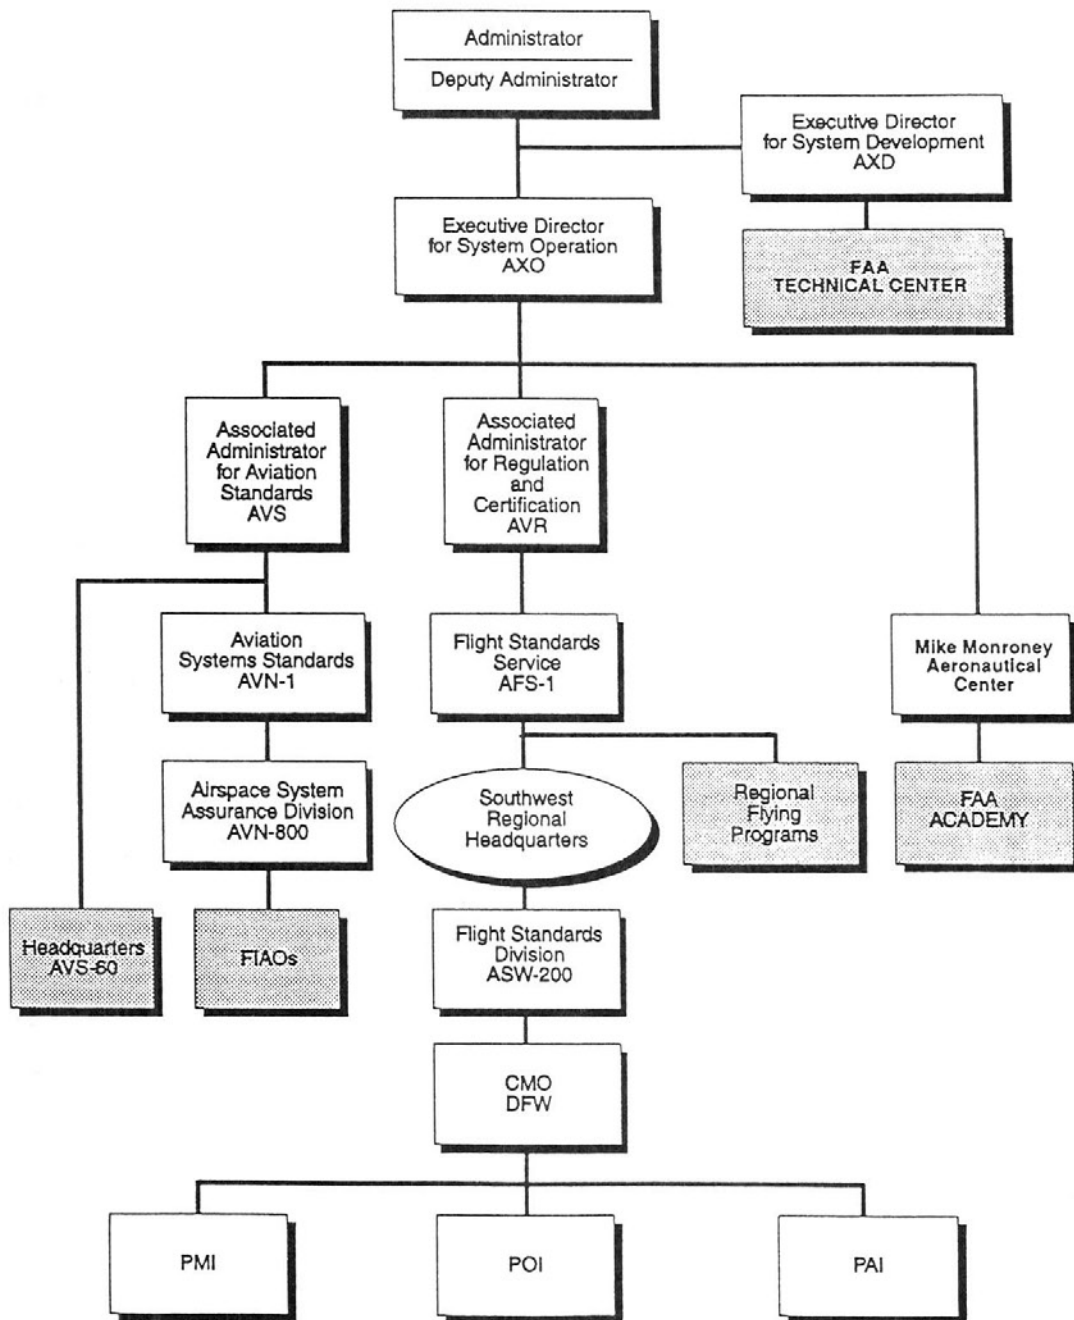 Administrator
Deputy Administrator
Executive Director
for System Development
AXD
Executive Director
for System Operation
AXO
FAA
TECHNICAL CENTER
Associated
Administrator
for Aviation
Standards
AVS
Associated
Administrator
for Regulation
and
Certification
AVR
Aviation
Systems Standards
AVN-1
Flight Standards
Service
AFS-1
Mike Monroney
Aeronautical
Center
Airspace System
Assurance Division
AVN-800
Southwest
Regional
Headquarters
Regional
Flying
Programs
FAA
ACADEMY
Headquarters
AVS-60
FIAOs
Flight Standards
Division
ASW-200
CMO
DFW
PMI
POI
PAI